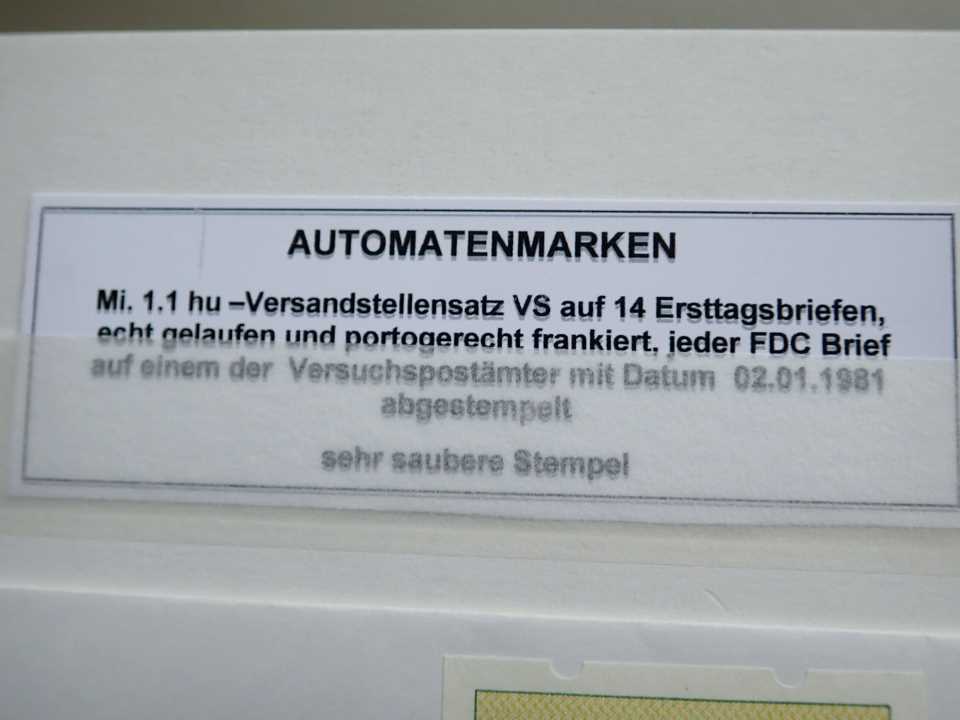 AUTOMATENMARKEN
Mi. 1.1 hu –Versandstellensatz VS auf 14 Ersttagsbriefen,
echt gelaufen und portogerecht frankiert, jeder FDC Brief
auf einem der Versuchspostämter mit Datum 02.01.1981
abgestempelt
sehr saubere Stempel